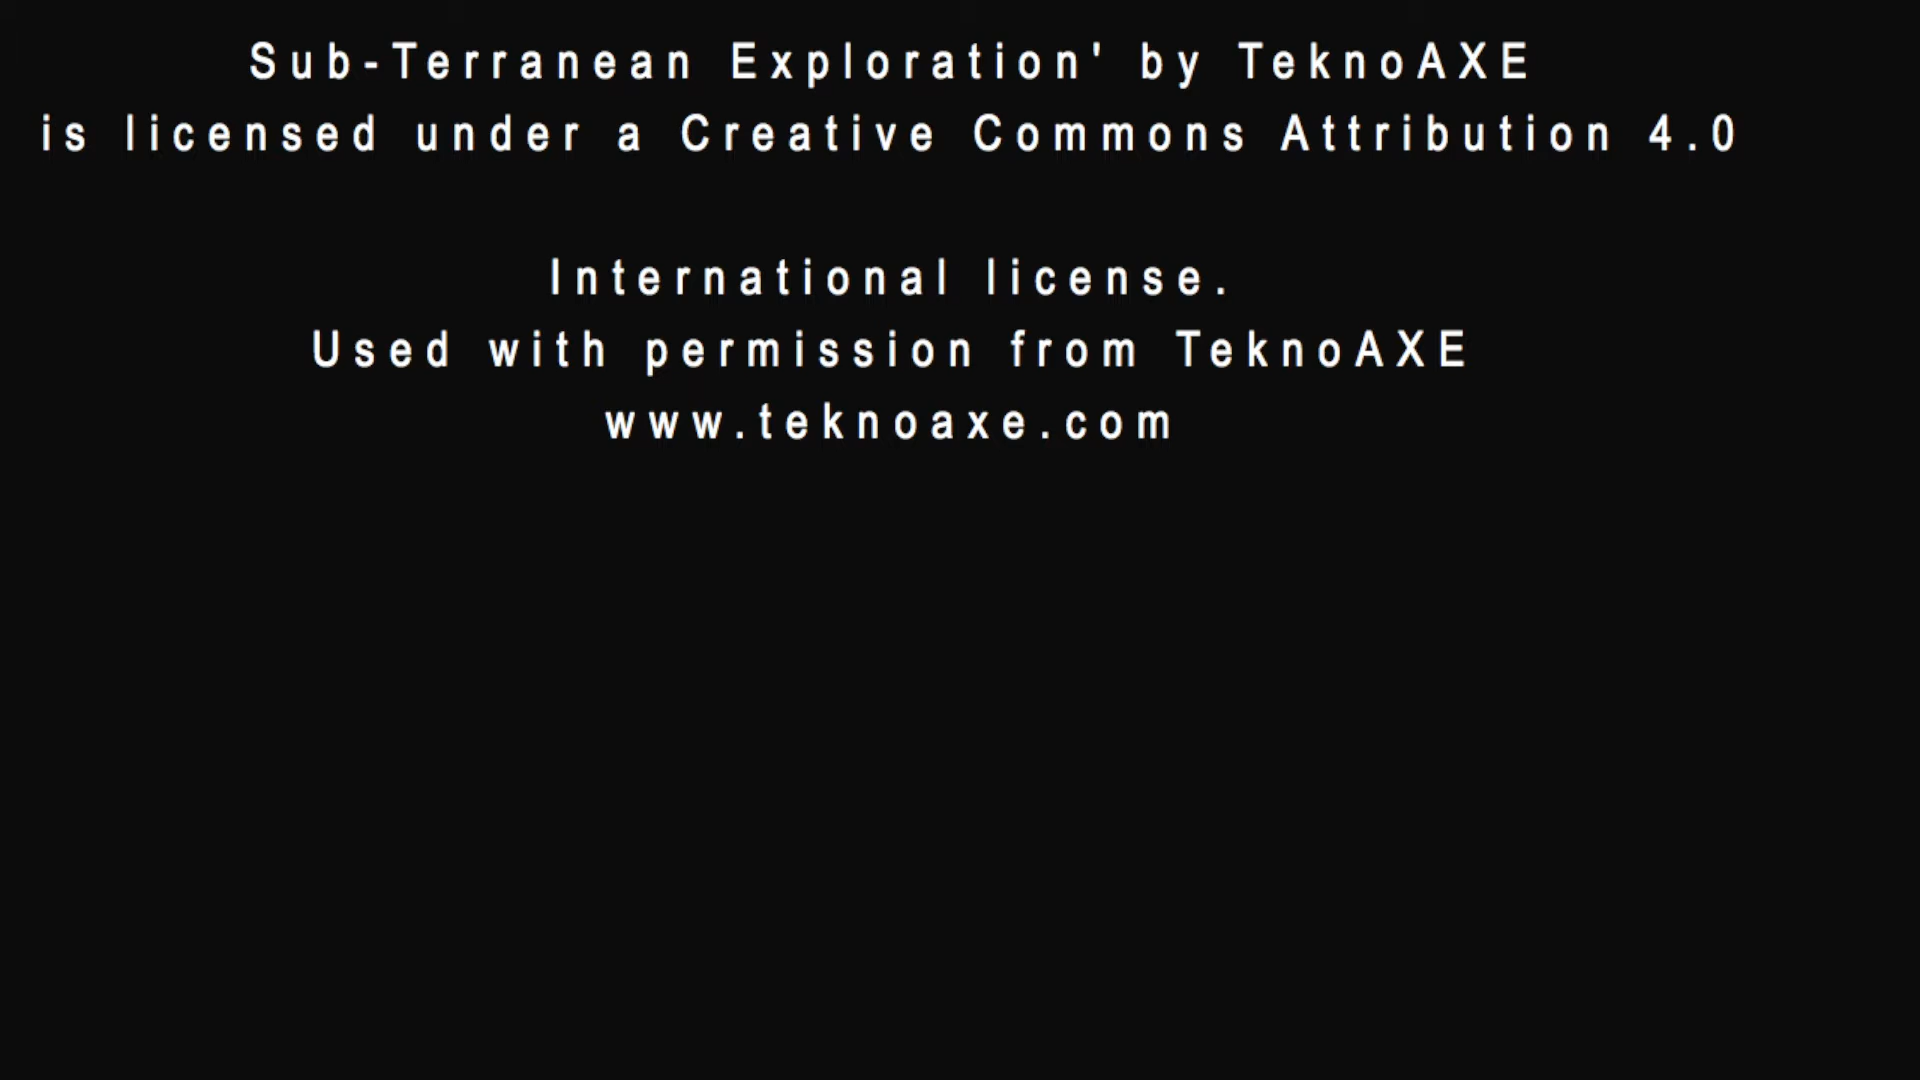 Sub-Terranean Exploration' by TeknoAXE
is licensed under a Creative Commons Attribution 4.0
International license.
Used with permission from TeknoAXE
www.teknoaxe.com